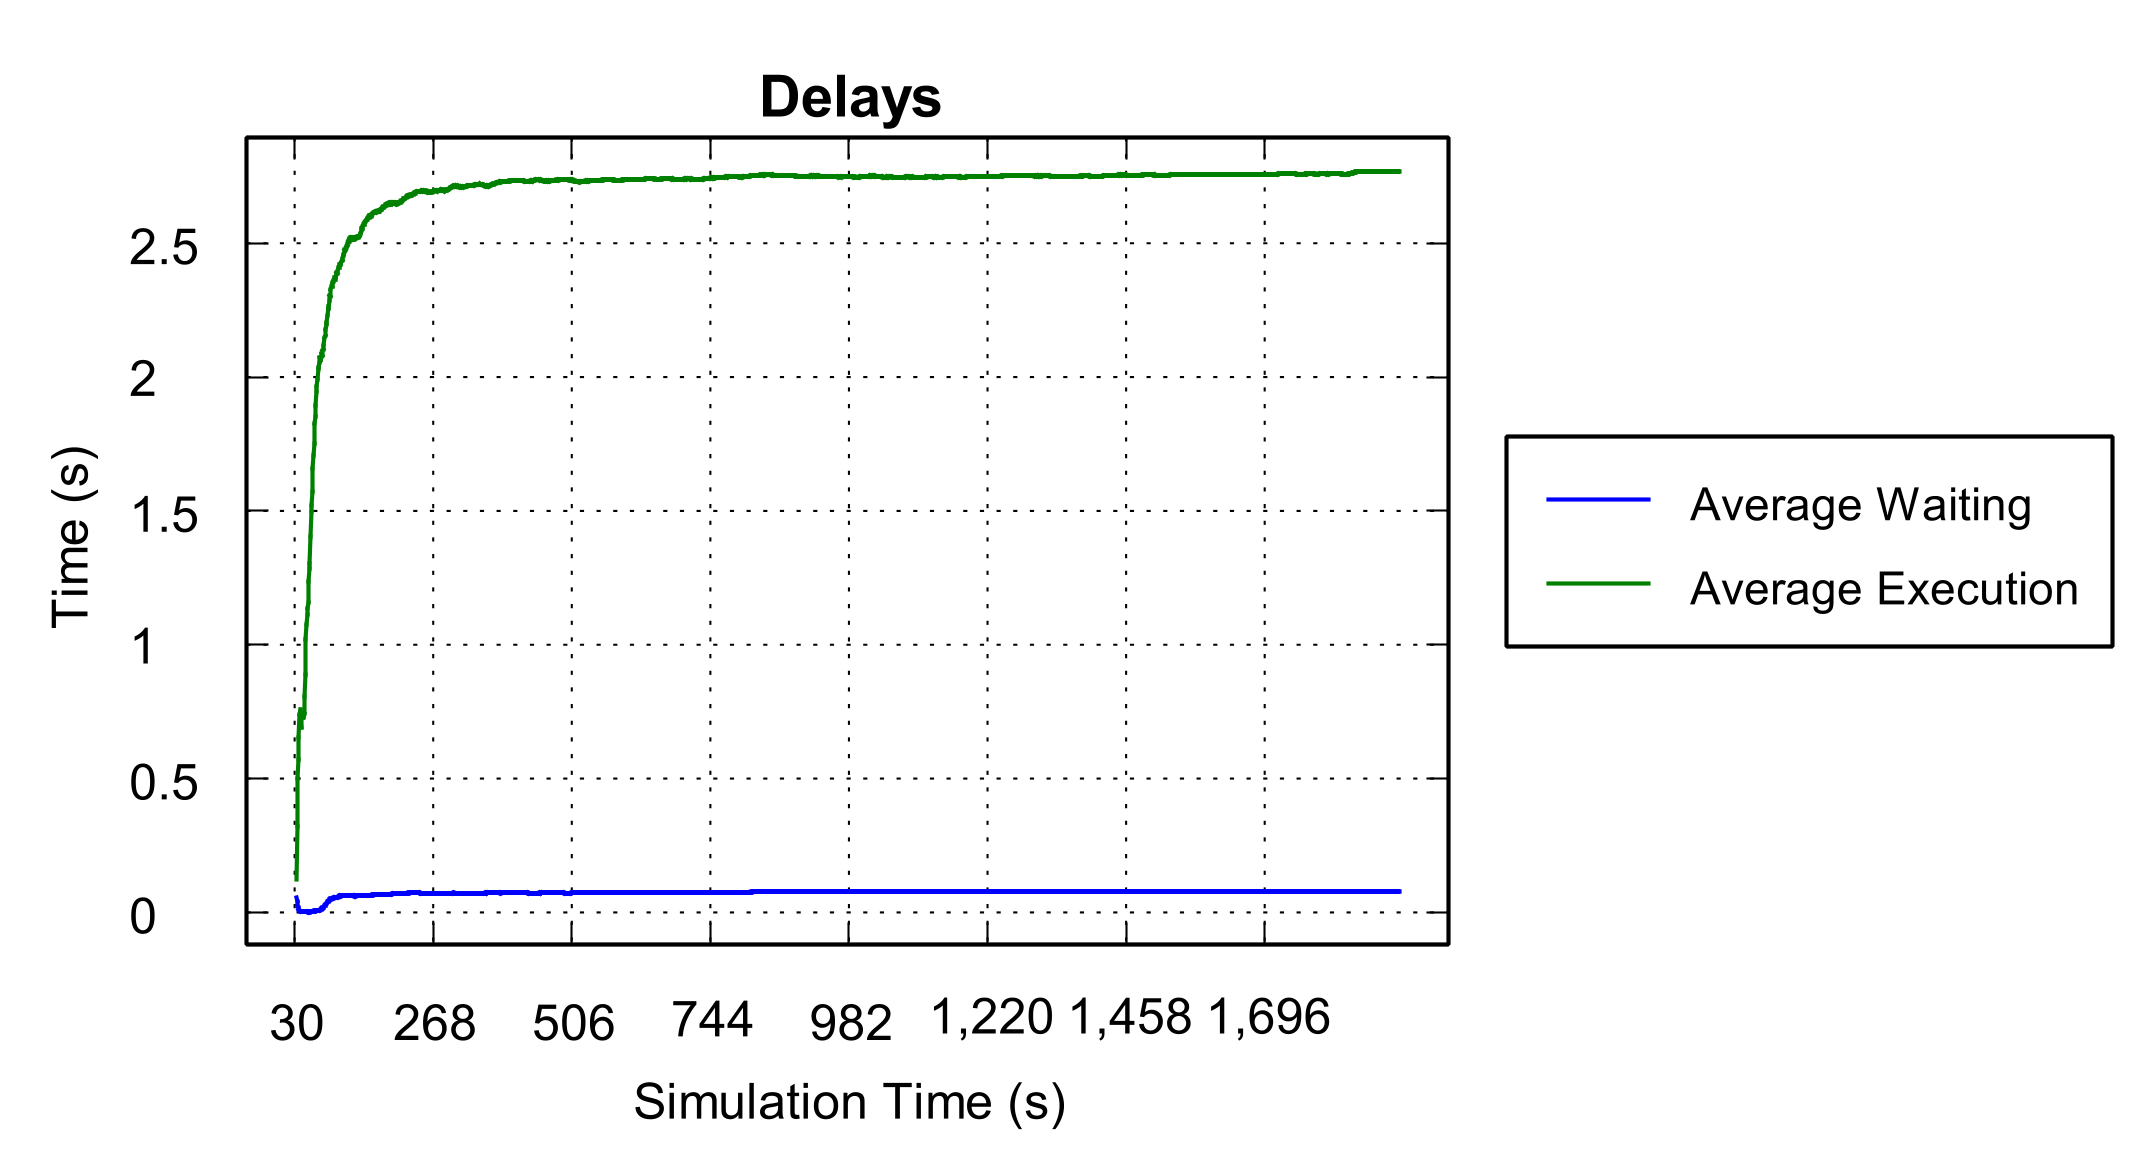 Delays
2.5
2
1.5
1
0.5
0
Time (s)
30 268 506 744 982 1,220 1,458 1,696
Simulation Time (s)
Average Waiting
Average Execution